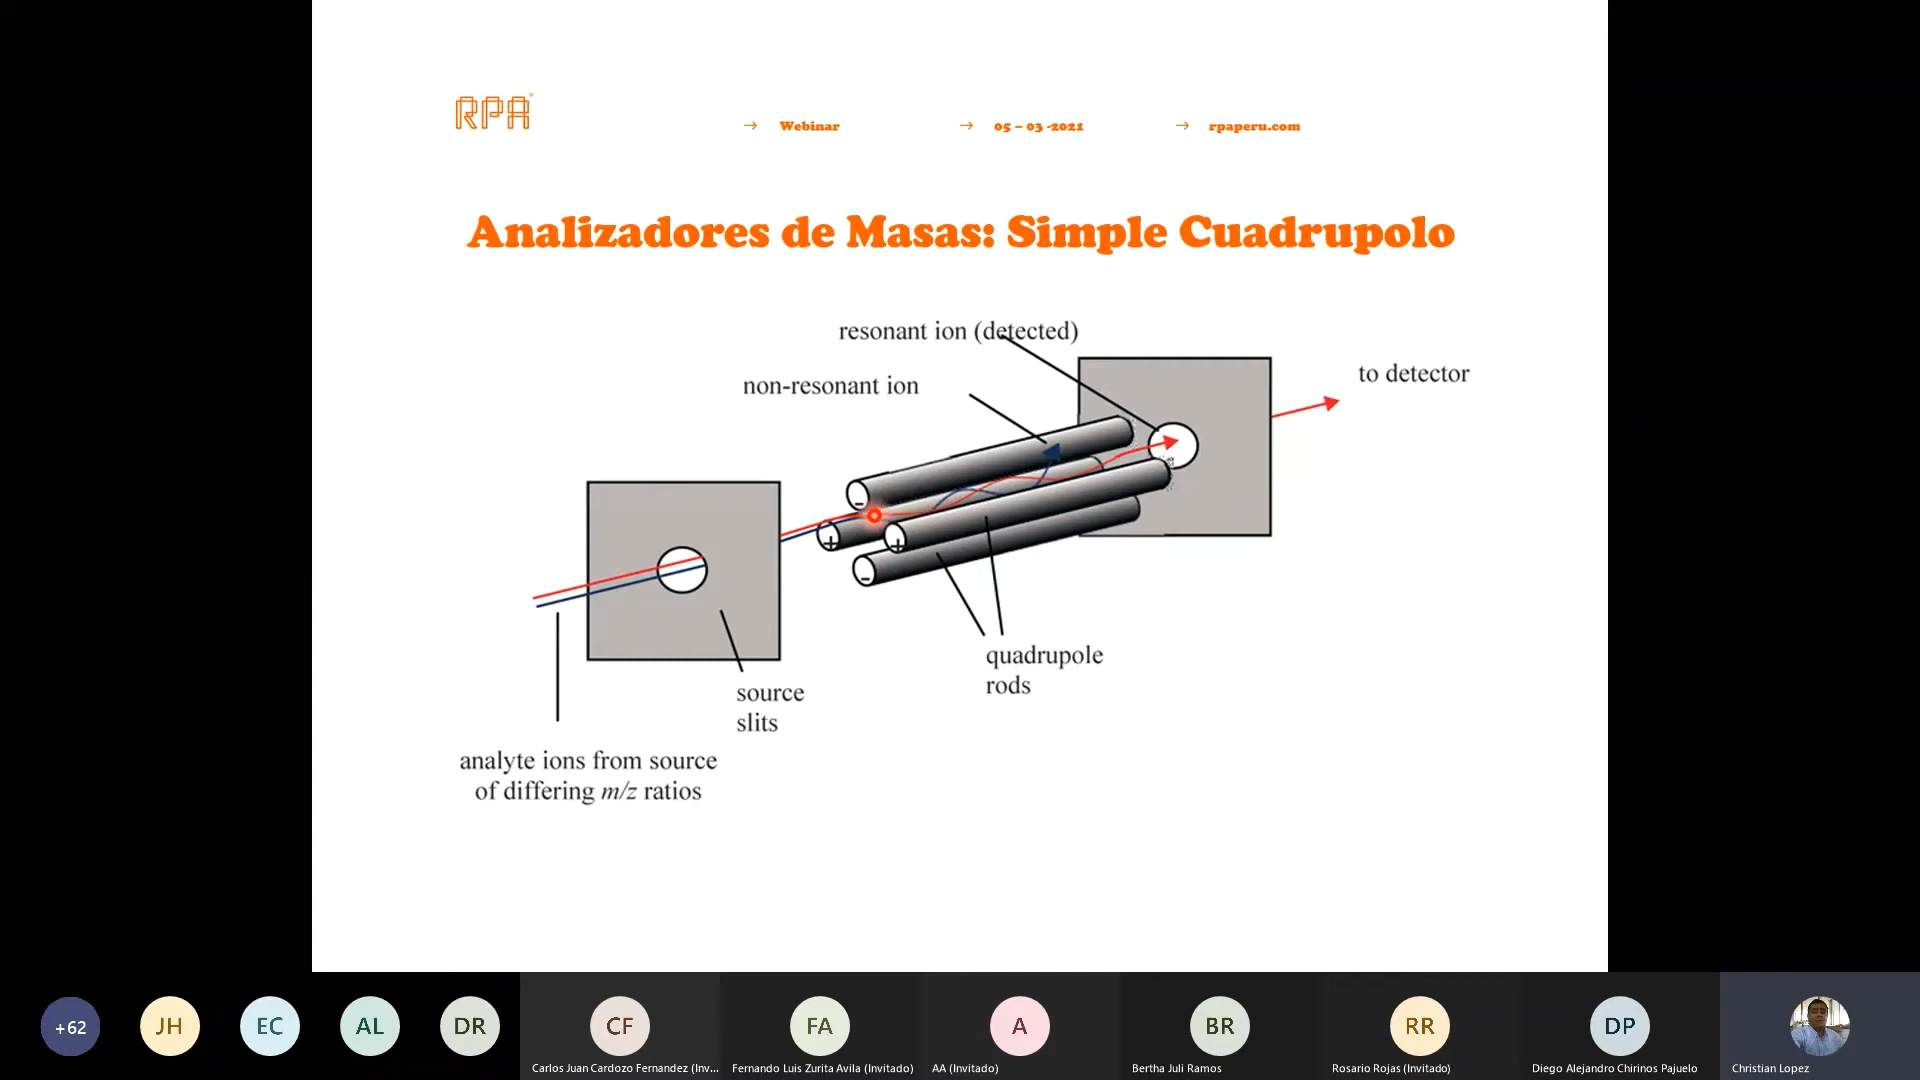 RPA
→ Webinar → 05 – 03 -2021 → rpaperu.com
Analizadores de Masas: Simple Cuadrupolo
resonant ion (detected)
to detector
non-resonant ion
-
+
+
-
quadrupole
rods
source
slits
analyte ions from source
of differing m/z ratios
+62
JH
EC
AL
DR
CF
FA
A
BR
RR
DP
Carlos Juan Cardozo Fernandez (Inv...
Fernando Luis Zurita Avila (Invitado)
AA (Invitado)
Bertha Juli Ramos
Rosario Rojas (Invitado)
Diego Alejandro Chirinos Pajuelo
Christian Lopez